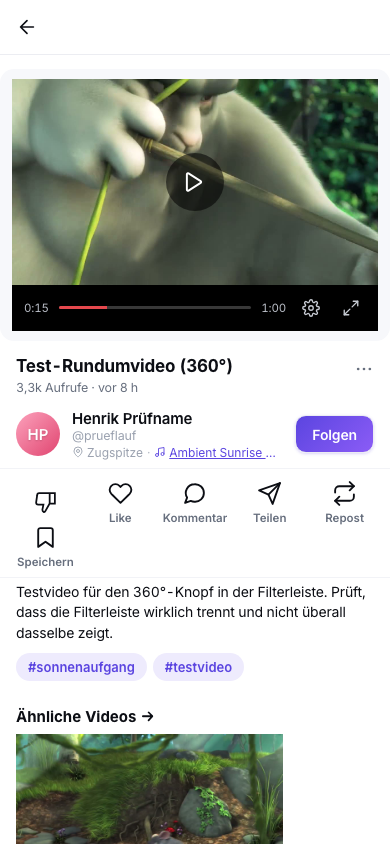 0:15
1:00
Test-Rundumvideo (360°)
3,3k Aufrufe · vor 8 h
HP
Henrik Prüfname
@prueflauf
Zugspitze · Ambient Sunrise ...
Folgen
Like
Kommentar
Teilen
Repost
Speichern
Testvideo für den 360°-Knopf in der Filterleiste. Prüft,
dass die Filterleiste wirklich trennt und nicht überall
dasselbe zeigt.
#sonnenaufgang
#testvideo
Ähnliche Videos →